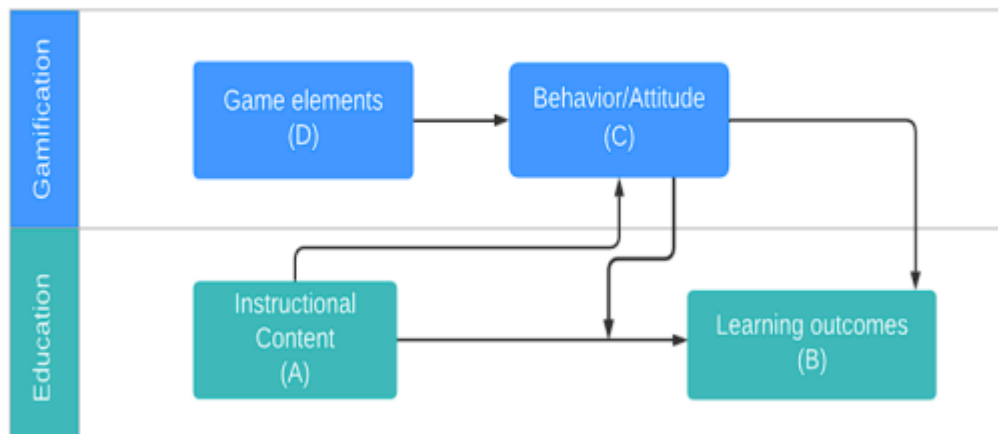 Gamification
Game elements
(D)
Behavior/Attitude
(C)
Education
Instructional
Content
(A)
Learning outcomes
(B)